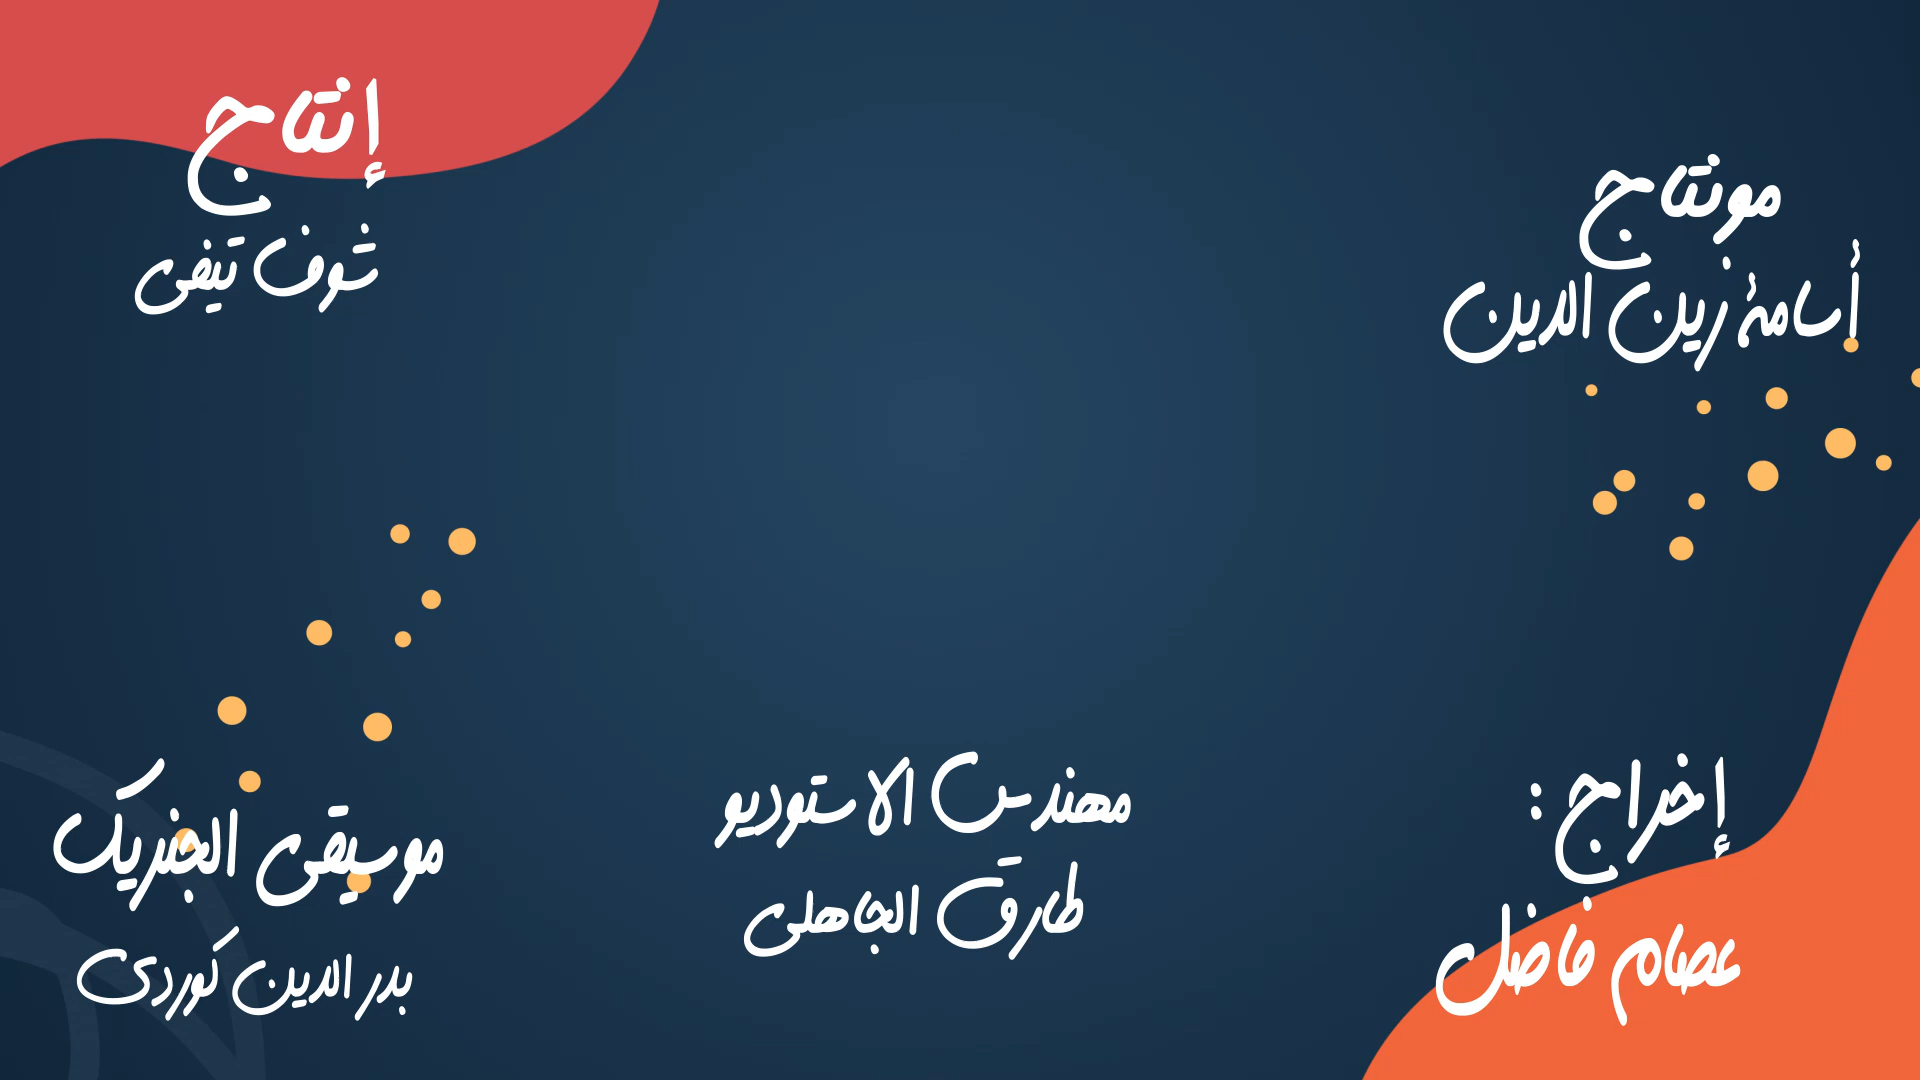 إنتاج
شوف تيفي
مونتاج
أسامة زين الدين
موسيقى الجنريك
بدر الدين كوردي
مهندس الاستوديو
طارق الجاهلي
إخراج :
عصام فاضل